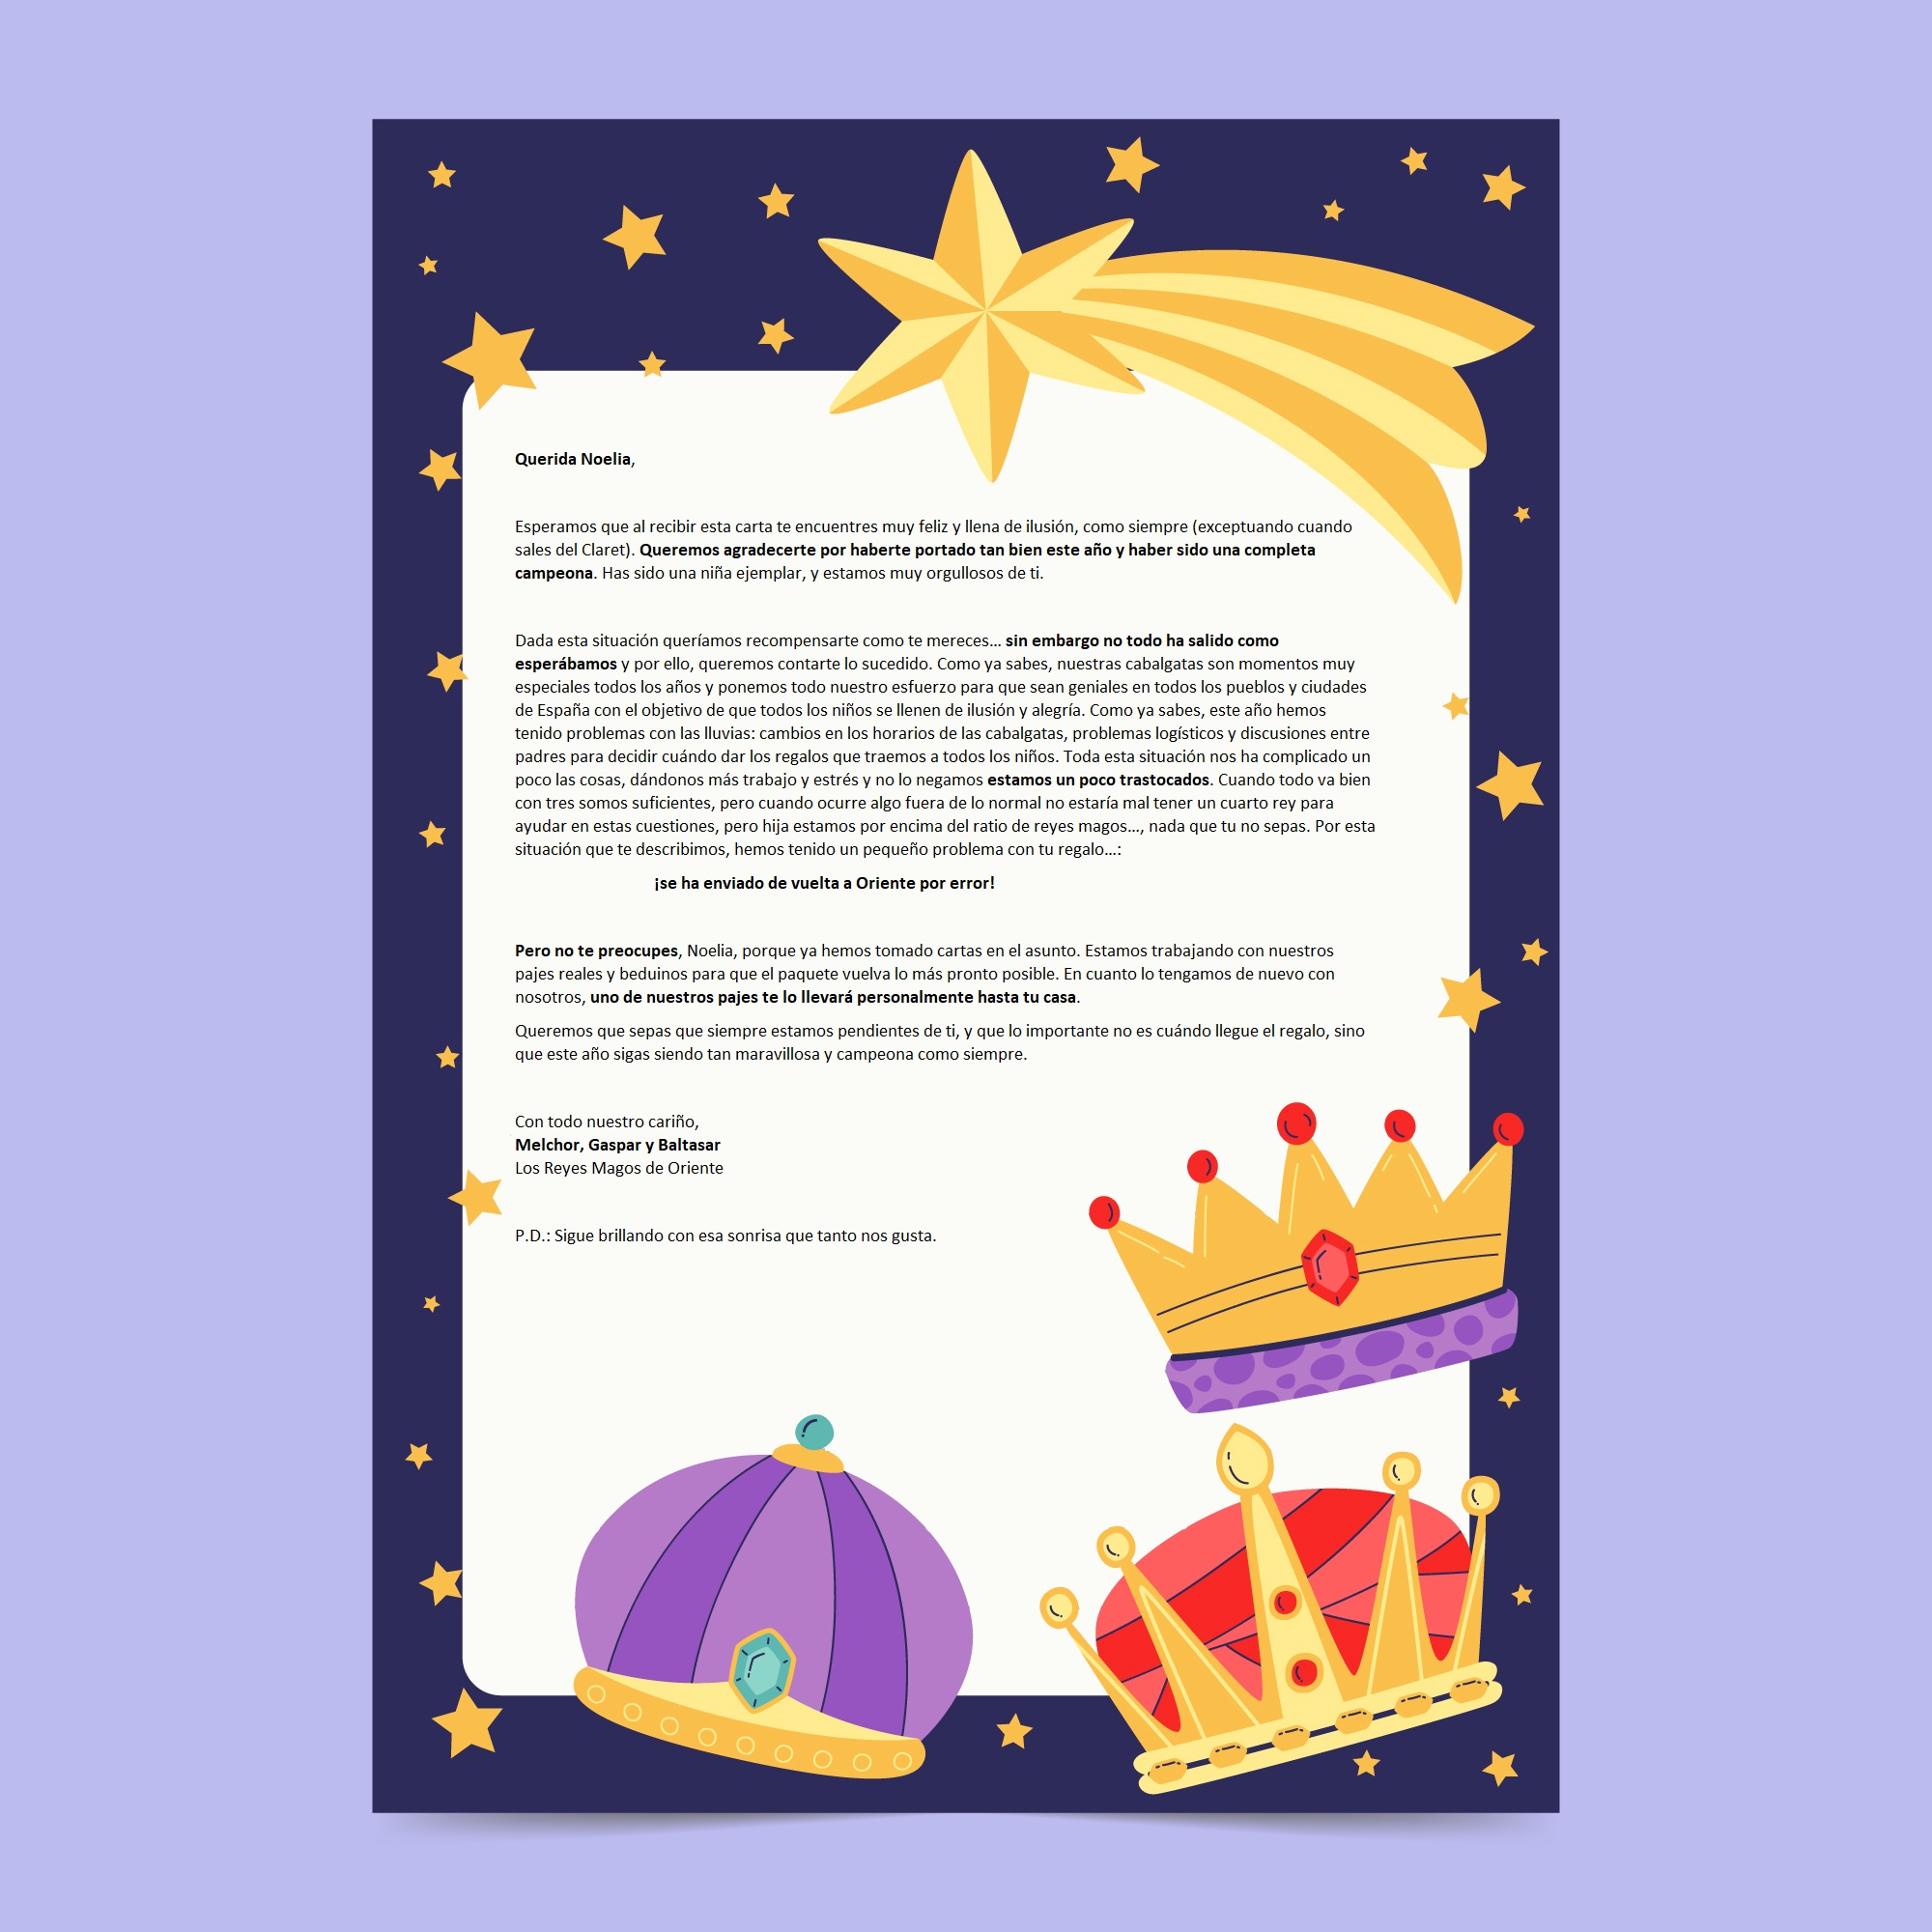 Querida Noelia,
Esperamos que al recibir esta carta te encuentres muy feliz y llena de ilusión, como siempre (exceptuando cuando
sales del Claret). Queremos agradecerte por haberte portado tan bien este año y haber sido una completa
campeona. Has sido una niña ejemplar, y estamos muy orgullosos de ti.
Dada esta situación queríamos recompensarte como te mereces… sin embargo no todo ha salido como
esperábamos y por ello, queremos contarte lo sucedido. Como ya sabes, nuestras cabalgatas son momentos muy
especiales todos los años y ponemos todo nuestro esfuerzo para que sean geniales en todos los pueblos y ciudades
de España con el objetivo de que todos los niños se llenen de ilusión y alegría. Como ya sabes, este año hemos
tenido problemas con las lluvias: cambios en los horarios de las cabalgatas, problemas logísticos y discusiones entre
padres para decidir cuándo dar los regalos que traemos a todos los niños. Toda esta situación nos ha complicado un
poco las cosas, dándonos más trabajo y estrés y no lo negamos estamos un poco trastocados. Cuando todo va bien
con tres somos suficientes, pero cuando ocurre algo fuera de lo normal no estaría mal tener un cuarto rey para
ayudar en estas cuestiones, pero hija estamos por encima del ratio de reyes magos…, nada que tu no sepas. Por esta
situación que te describimos, hemos tenido un pequeño problema con tu regalo…:
¡se ha enviado de vuelta a Oriente por error!
Pero no te preocupes, Noelia, porque ya hemos tomado cartas en el asunto. Estamos trabajando con nuestros
pajes reales y beduinos para que el paquete vuelva lo más pronto posible. En cuanto lo tengamos de nuevo con
nosotros, uno de nuestros pajes te lo llevará personalmente hasta tu casa.
Queremos que sepas que siempre estamos pendientes de ti, y que lo importante no es cuándo llegue el regalo, sino
que este año sigas siendo tan maravillosa y campeona como siempre.
Con todo nuestro cariño,
Melchor, Gaspar y Baltasar
Los Reyes Magos de Oriente
P.D.: Sigue brillando con esa sonrisa que tanto nos gusta.